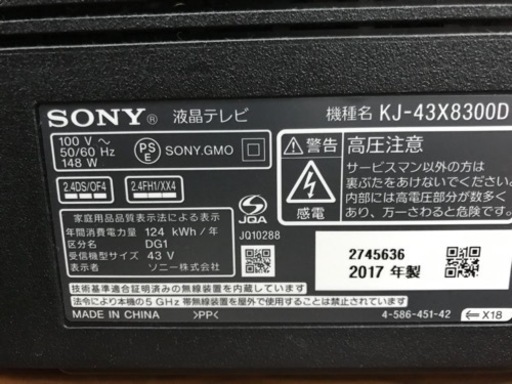 SONY® 液晶テレビ 機種名 KJ-43X8300D
100 V ～
50/60 Hz
148 W
PS
E
SONY.GMO
2.4DS/OF4 2.4FH1/XX4
家庭用品品質表示法による表示
年間消費電力量 124 kWh/年
区分名 DG1
受信機型サイズ 43 V
表示者 ソニー株式会社
JQA
JQ10288
警告
感電
高圧注意
サービスマン以外の方は
裏ぶたをあけないでください。
内部には高電圧部分が数多く
あり、万一さわると危険です。
2745636
2017 年製
技術基準適合証明済みの無線装置を内蔵しています。
法令により本機の5 GHz 帯無線装置を屋外で使用することは禁止されています。
MADE IN CHINA >PP< 4-586-451-42 X18